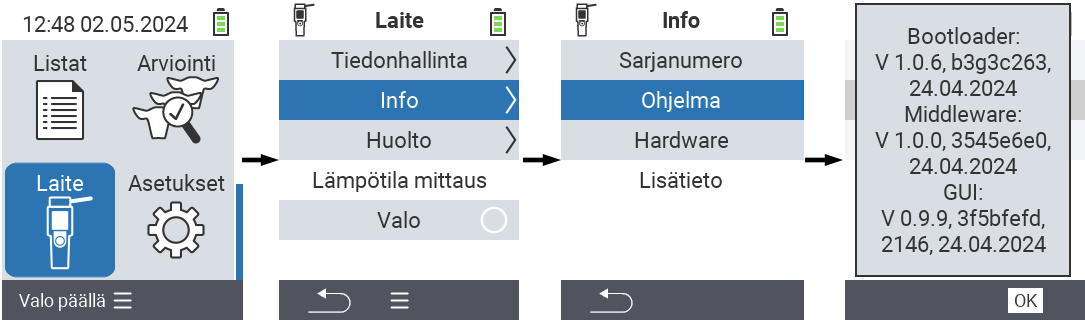 12:48 02.05.2024
Listat
Arviointi
Laite
Asetukset
Valo päällä
Laite
Tiedonhallinta
Info
Huolto
Lämpötila mittaus
Valo
Info
Sarjanumero
Ohjelma
Hardware
Lisätieto
Bootloader:
V 1.0.6, b3g3c263,
24.04.2024
Middleware:
V 1.0.0, 3545e6e0,
24.04.2024
GUI:
V 0.9.9, 3f5bfefd,
2146, 24.04.2024
OK